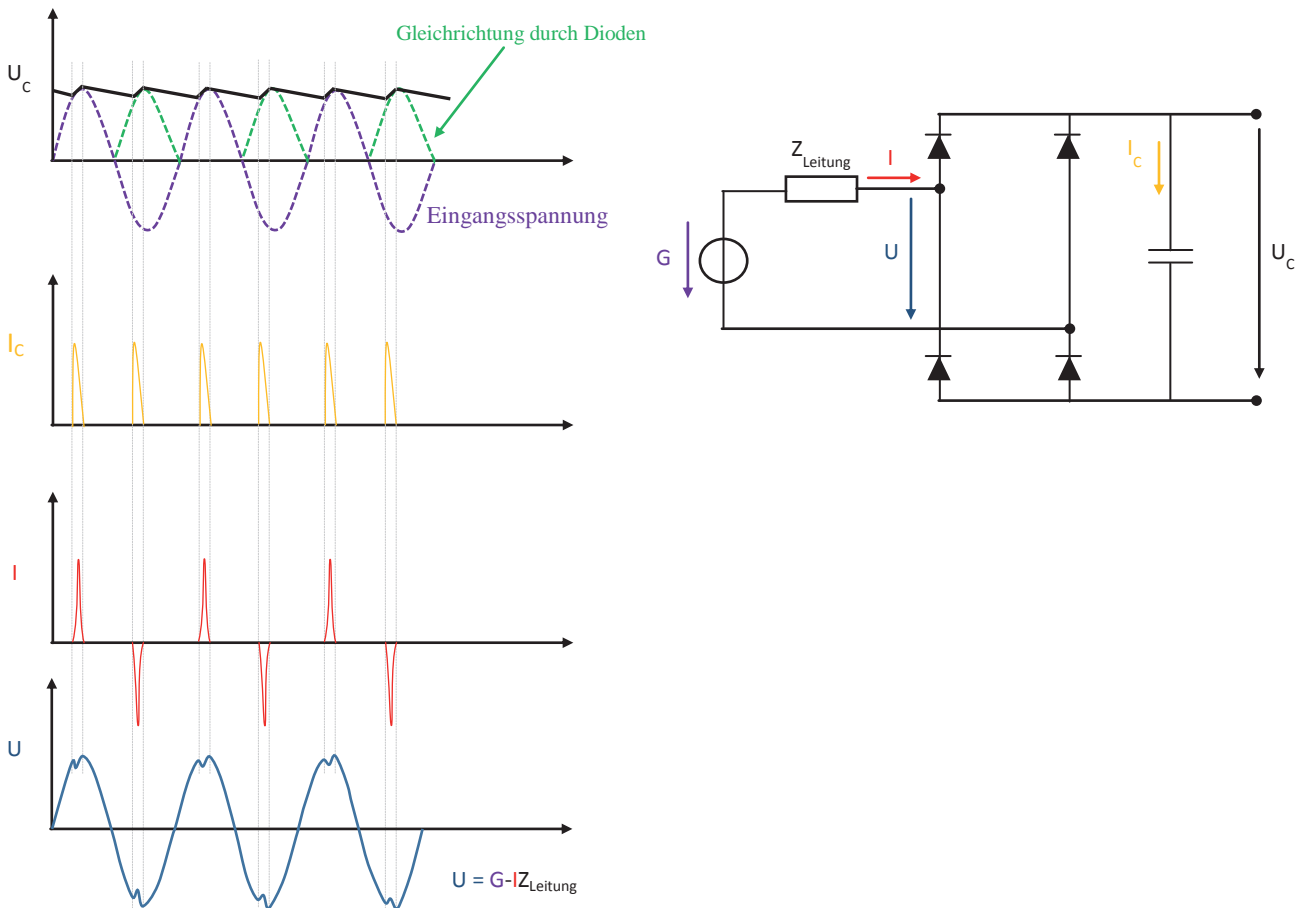 Gleichrichtung durch Dioden
U_C
Eingangsspannung
I_C
I
U
U = G-IZ_Leitung
Z_Leitung
I
I_C
G
U
U_C